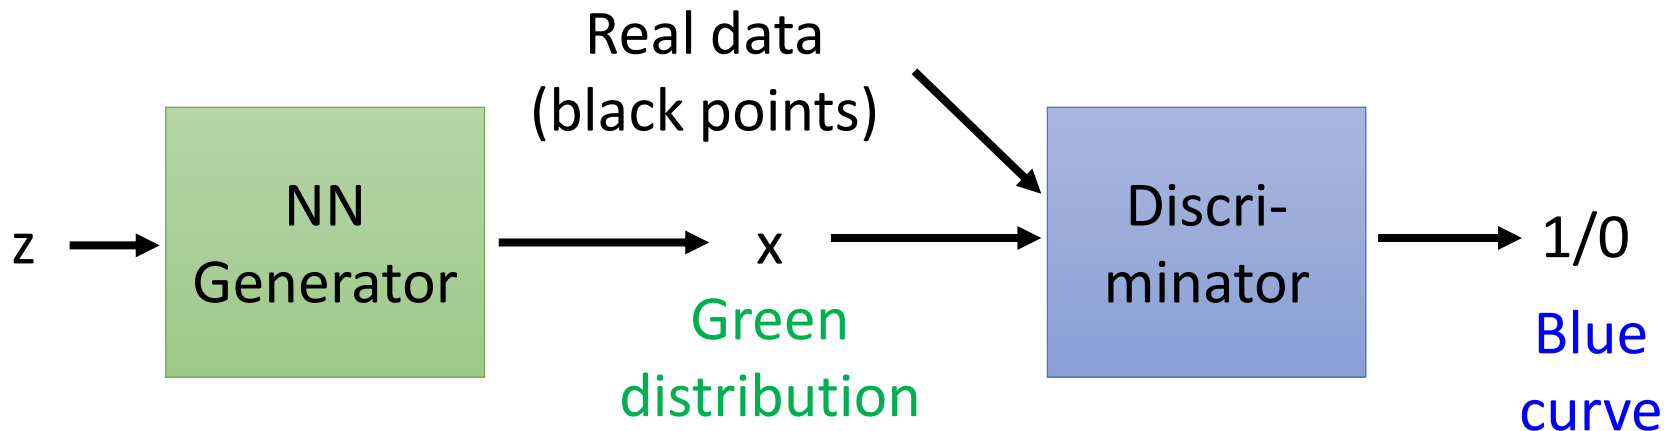 Real data
(black points)
z
NN
Generator
x
Green
distribution
Discri-
minator
1/0
Blue
curve